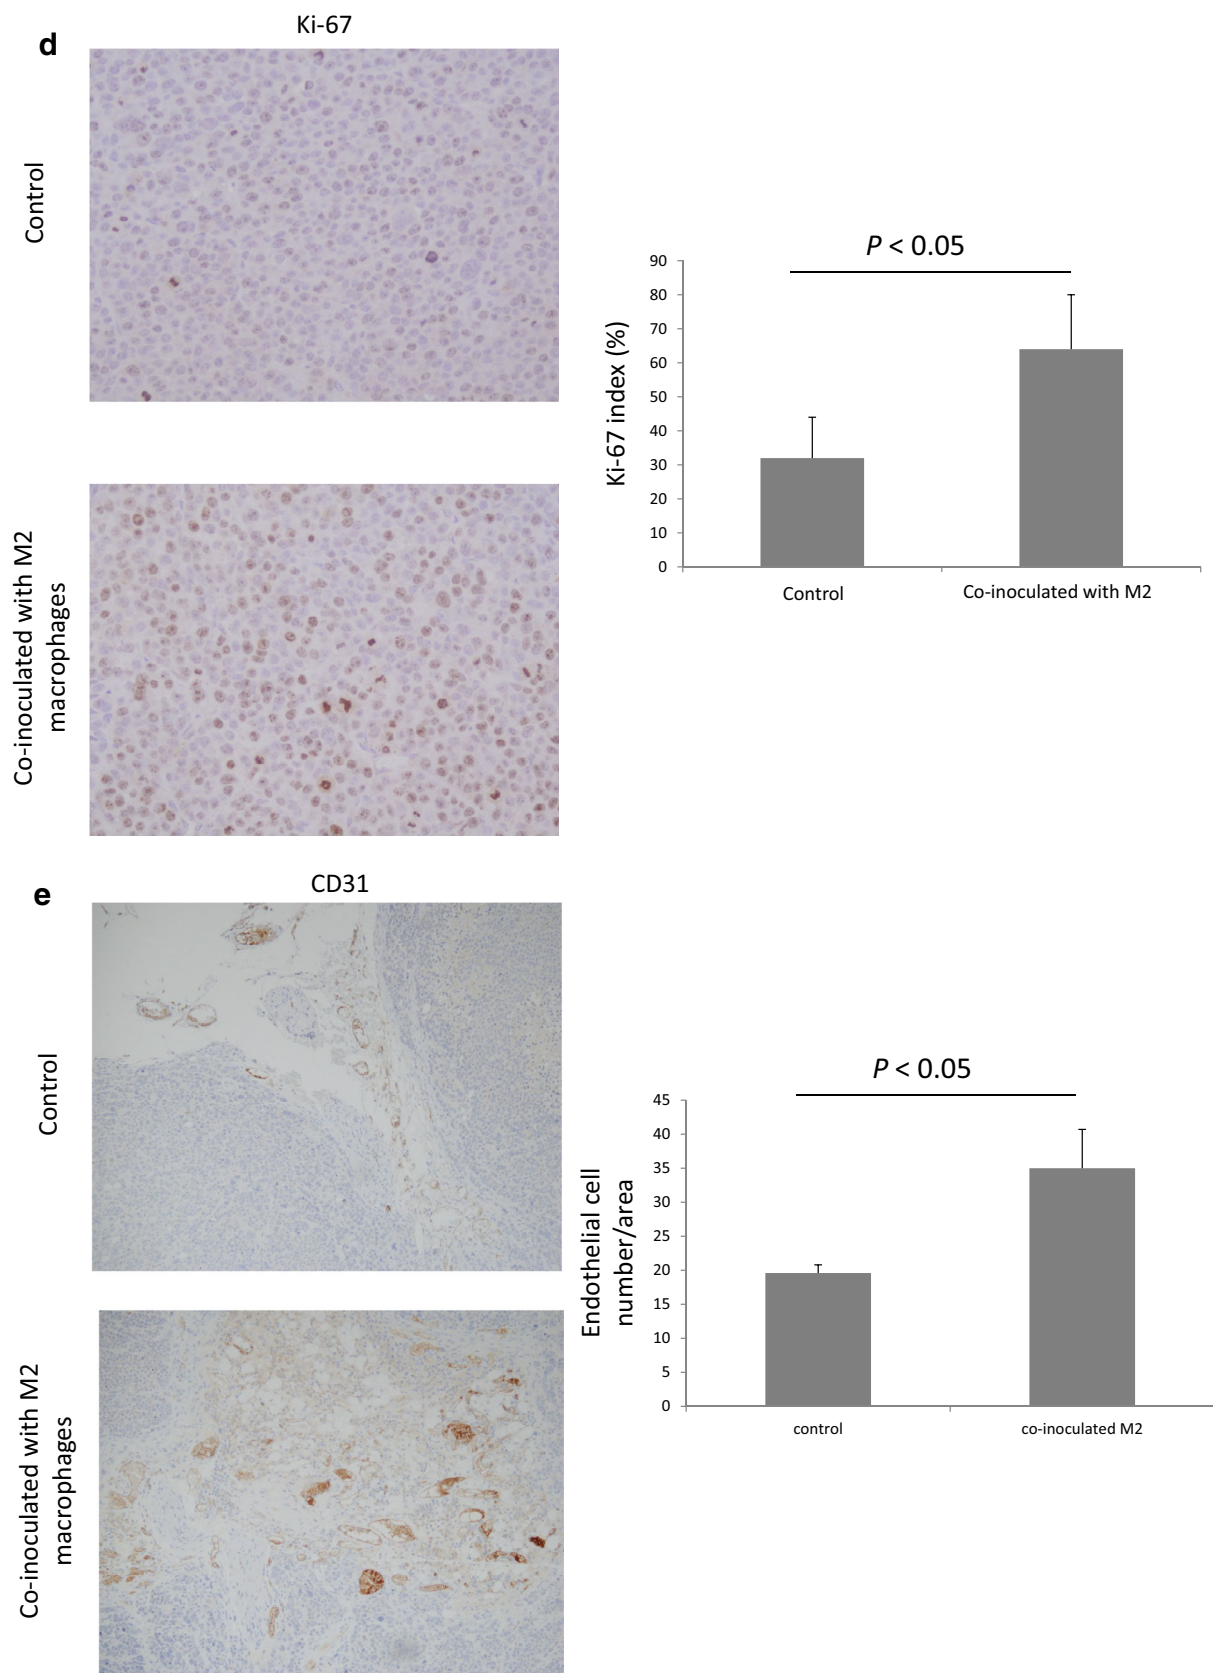 d
Ki-67
Control
Co-inoculated with M2
macrophages
P < 0.05
Ki-67 index (%)
90
80
70
60
50
40
30
20
10
0
Control
Co-inoculated with M2
e
CD31
Control
Co-inoculated with M2
macrophages
P < 0.05
Endothelial cell
number/area
45
40
35
30
25
20
15
10
5
0
control
co-inoculated M2